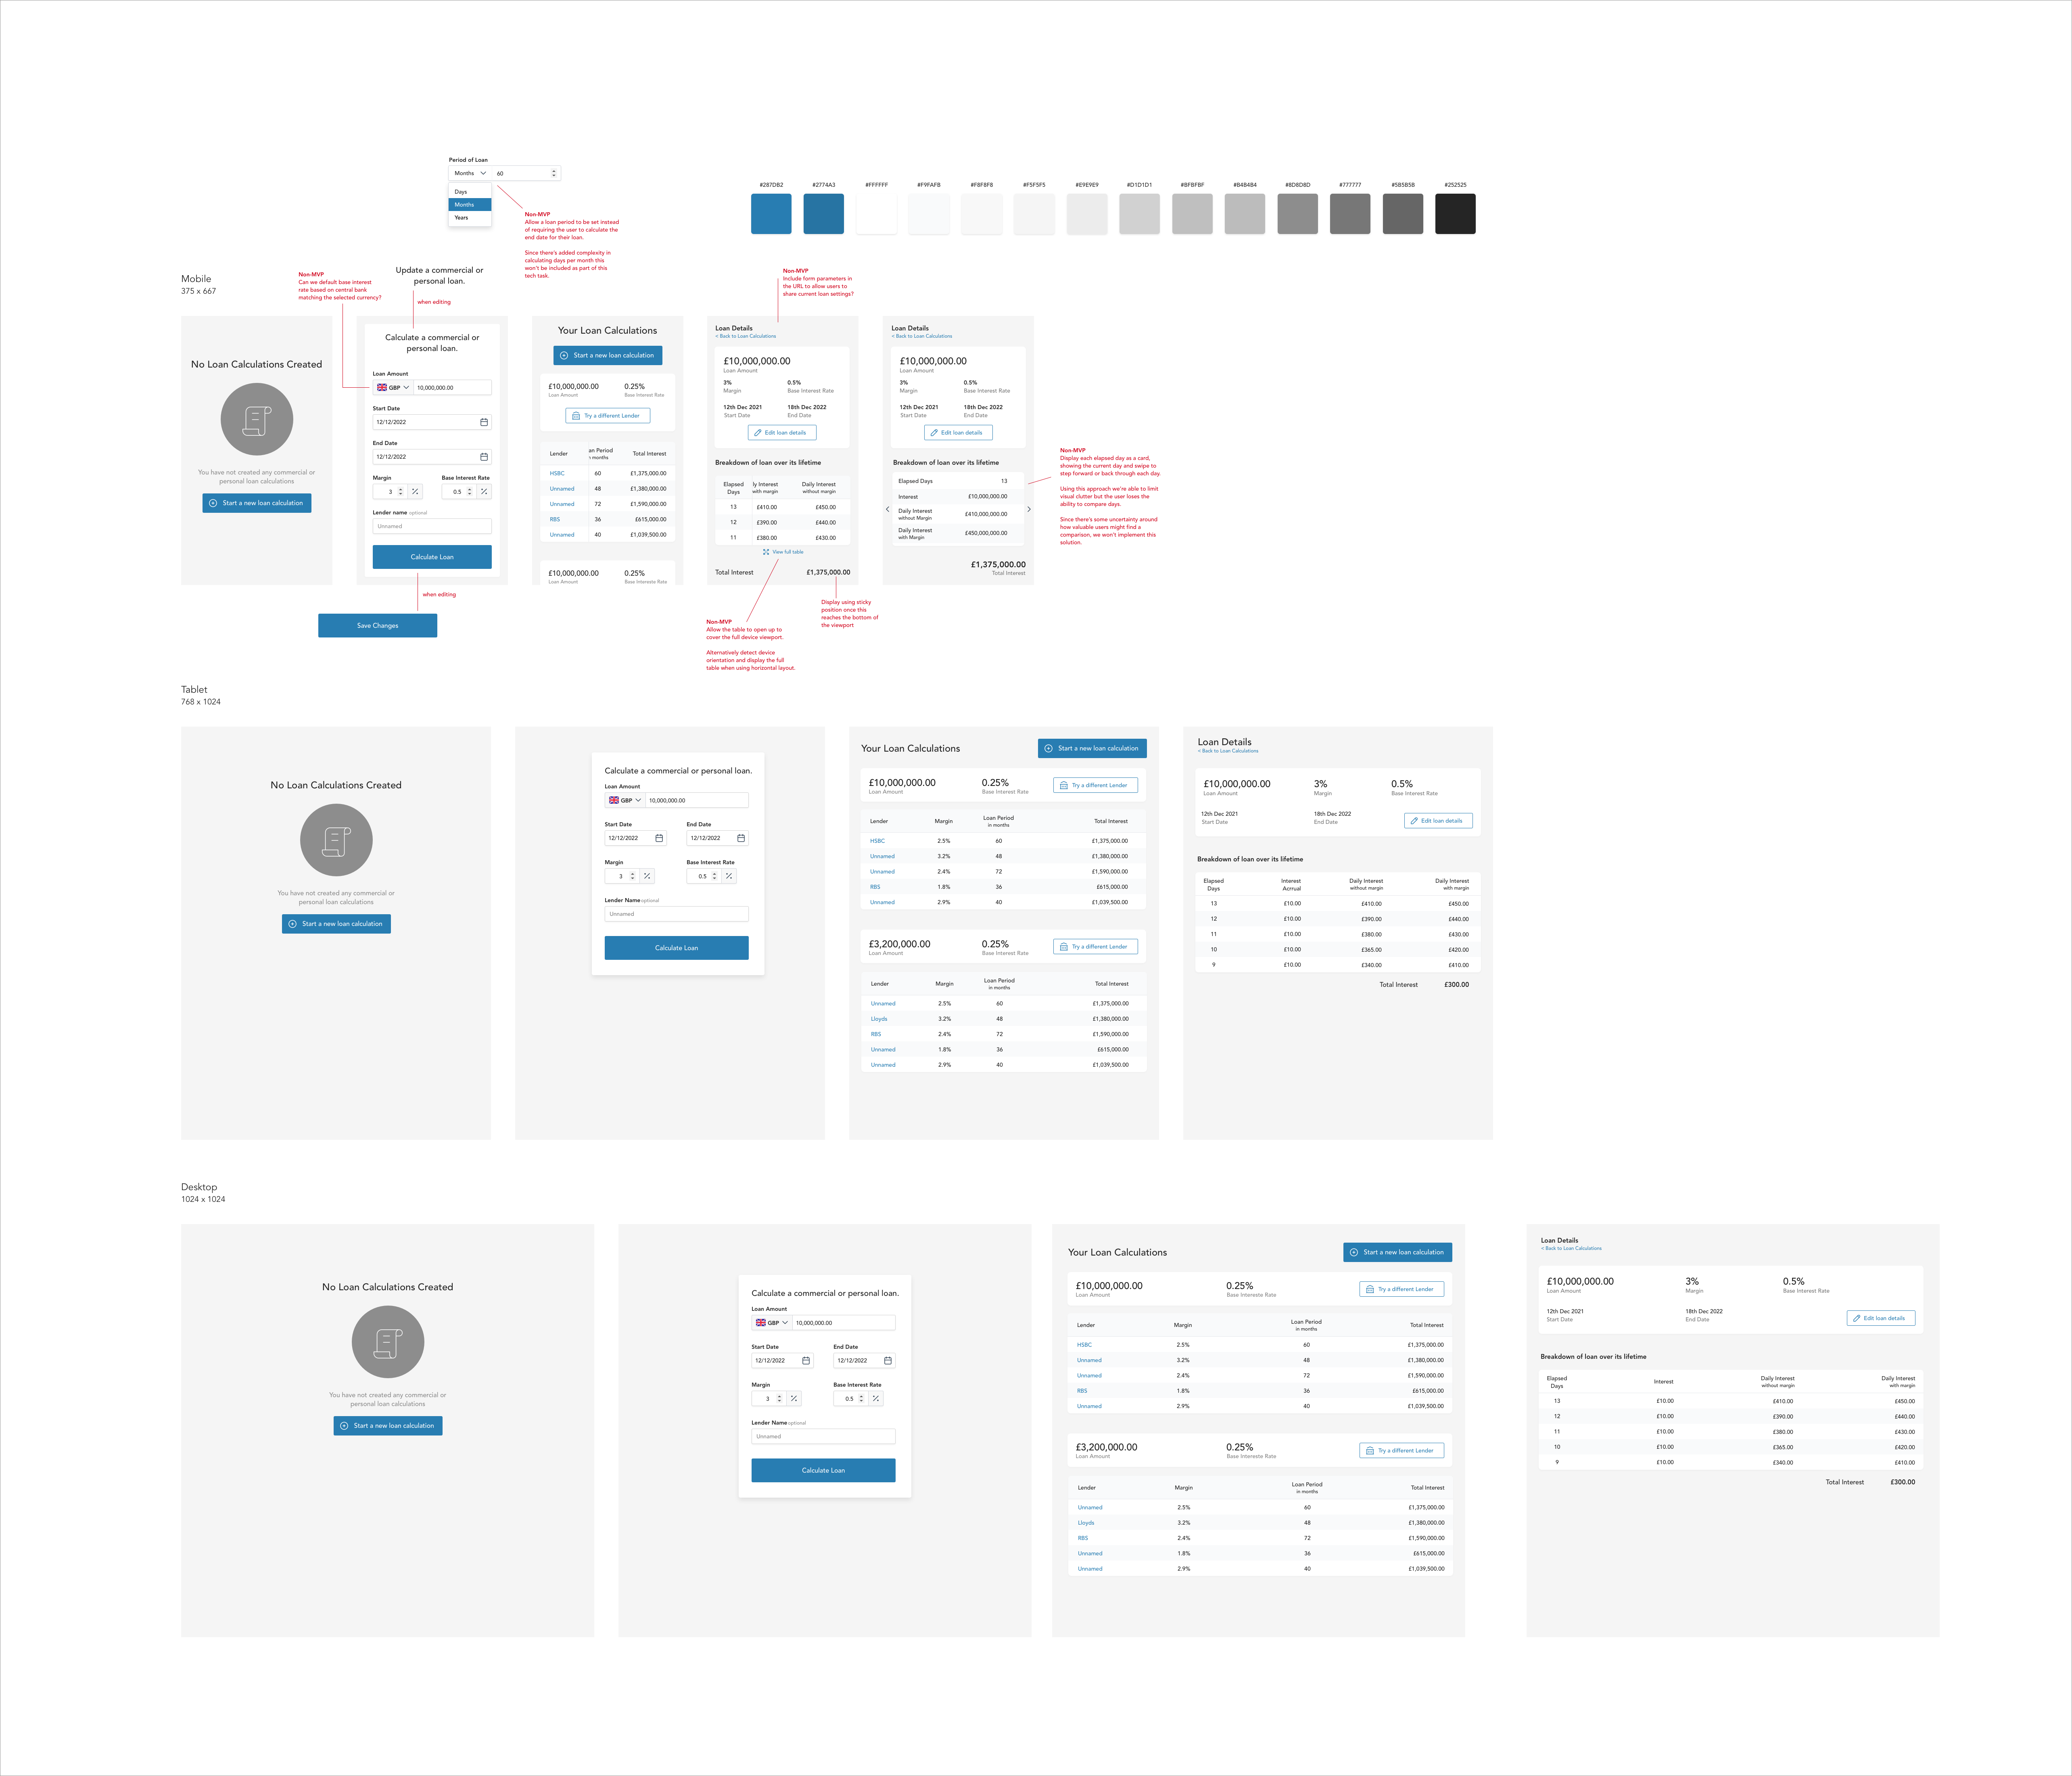 Period of Loan
Months
60
Days
Months
Years
Non-MVP
Allow a loan period to be set instead
of requiring the user to calculate the
end date for their loan.
Since there's added complexity in
calculating days per month this
won't be included as part of this
tech task.
#287DB2 #2774A3 #FFFFFF #F9FAFB #F8F8F8 #F5F5F5 #E9E9E9 #D1D1D1 #BFBFBF #B4B4B4 #8D8D8D #777777 #5B5B5B #252525
Mobile
375 x 667
Non-MVP
Can we default base interest
rate based on central bank
matching the selected currency?
Update a commercial or
personal loan.
when editing
Non-MVP
Include form parameters in
the URL to allow users to
share current loan settings?
No Loan Calculations Created
You have not created any commercial or
personal loan calculations
Start a new loan calculation
Calculate a commercial or
personal loan.
Loan Amount
GBP 10,000,000.00
Start Date
12/12/2022
End Date
12/12/2022
Margin Base Interest Rate
3 % 0.5 %
Lender name optional
Unnamed
Calculate Loan
when editing
Save Changes
Your Loan Calculations
Start a new loan calculation
£10,000,000.00 0.25%
Loan Amount Base Interest Rate
Try a different Lender
Lender an Period Total Interest
n months
HSBC 60 £1,375,000.00
Unnamed 48 £1,380,000.00
Unnamed 72 £1,590,000.00
RBS 36 £615,000.00
Unnamed 40 £1,039,500.00
£10,000,000.00 0.25%
Loan Amount Base Intereste Rate
Loan Details
< Back to Loan Calculations
£10,000,000.00
Loan Amount
3% 0.5%
Margin Base Interest Rate
12th Dec 2021 18th Dec 2022
Start Date End Date
Edit loan details
Breakdown of loan over its lifetime
Elapsed ly Interest Daily Interest
Days with margin without margin
13 £410.00 £450.00
12 £390.00 £440.00
11 £380.00 £430.00
View full table
Total Interest £1,375,000.00
Non-MVP
Allow the table to open up to
cover the full device viewport.
Alternatively detect device
orientation and display the full
table when using horizontal layout.
Display using sticky
position once this
reaches the bottom of
the viewport
Loan Details
< Back to Loan Calculations
£10,000,000.00
Loan Amount
3% 0.5%
Margin Base Interest Rate
12th Dec 2021 18th Dec 2022
Start Date End Date
Edit loan details
Breakdown of loan over its lifetime
Elapsed Days 13
Interest £10,000,000.00
Daily Interest
without Margin £410,000,000.00
Daily Interest
with Margin £450,000,000.00
< >
£1,375,000.00
Total Interest
Non-MVP
Display each elapsed day as a card,
showing the current day and swipe to
step forward or back through each day.
Using this approach we're able to limit
visual clutter but the user loses the
ability to compare days.
Since there's some uncertainty around
how valuable users might find a
comparison, we won't implement this
solution.
Tablet
768 x 1024
No Loan Calculations Created
You have not created any commercial or
personal loan calculations
Start a new loan calculation
Calculate a commercial or personal loan.
Loan Amount
GBP 10,000,000.00
Start Date End Date
12/12/2022 12/12/2022
Margin Base Interest Rate
3 % 0.5 %
Lender Name optional
Unnamed
Calculate Loan
Your Loan Calculations
Start a new loan calculation
£10,000,000.00 0.25% Try a different Lender
Loan Amount Base Interest Rate
Lender Margin Loan Period Total Interest
in months
HSBC 2.5% 60 £1,375,000.00
Unnamed 3.2% 48 £1,380,000.00
Unnamed 2.4% 72 £1,590,000.00
RBS 1.8% 36 £615,000.00
Unnamed 2.9% 40 £1,039,500.00
£3,200,000.00 0.25% Try a different Lender
Loan Amount Base Interest Rate
Lender Margin Loan Period Total Interest
in months
Unnamed 2.5% 60 £1,375,000.00
Lloyds 3.2% 48 £1,380,000.00
RBS 2.4% 72 £1,590,000.00
Unnamed 1.8% 36 £615,000.00
Unnamed 2.9% 40 £1,039,500.00
Loan Details
< Back to Loan Calculations
£10,000,000.00 3% 0.5%
Loan Amount Margin Base Interest Rate
12th Dec 2021 18th Dec 2022
Start Date End Date
Edit loan details
Breakdown of loan over its lifetime
Elapsed Interest Daily Interest Daily Interest
Days Accrual without margin with margin
13 £10.00 £410.00 £450.00
12 £10.00 £390.00 £440.00
11 £10.00 £380.00 £430.00
10 £10.00 £365.00 £420.00
9 £10.00 £340.00 £410.00
Total Interest £300.00
Desktop
1024 x 1024
No Loan Calculations Created
You have not created any commercial or
personal loan calculations
Start a new loan calculation
Calculate a commercial or personal loan.
Loan Amount
GBP 10,000,000.00
Start Date End Date
12/12/2022 12/12/2022
Margin Base Interest Rate
3 % 0.5 %
Lender Name optional
Unnamed
Calculate Loan
Your Loan Calculations
Start a new loan calculation
£10,000,000.00 0.25% Try a different Lender
Loan Amount Base Intereste Rate
Lender Margin Loan Period Total Interest
in months
HSBC 2.5% 60 £1,375,000.00
Unnamed 3.2% 48 £1,380,000.00
Unnamed 2.4% 72 £1,590,000.00
RBS 1.8% 36 £615,000.00
Unnamed 2.9% 40 £1,039,500.00
£3,200,000.00 0.25% Try a different Lender
Loan Amount Base Intereste Rate
Lender Margin Loan Period Total Interest
in months
Unnamed 2.5% 60 £1,375,000.00
Lloyds 3.2% 48 £1,380,000.00
RBS 2.4% 72 £1,590,000.00
Unnamed 1.8% 36 £615,000.00
Unnamed 2.9% 40 £1,039,500.00
Loan Details
< Back to Loan Calculations
£10,000,000.00 3% 0.5%
Loan Amount Margin Base Interest Rate
12th Dec 2021 18th Dec 2022
Start Date End Date
Edit loan details
Breakdown of loan over its lifetime
Elapsed Interest Daily Interest Daily Interest
Days without margin with margin
13 £10.00 £410.00 £450.00
12 £10.00 £390.00 £440.00
11 £10.00 £380.00 £430.00
10 £10.00 £365.00 £420.00
9 £10.00 £340.00 £410.00
Total Interest £300.00